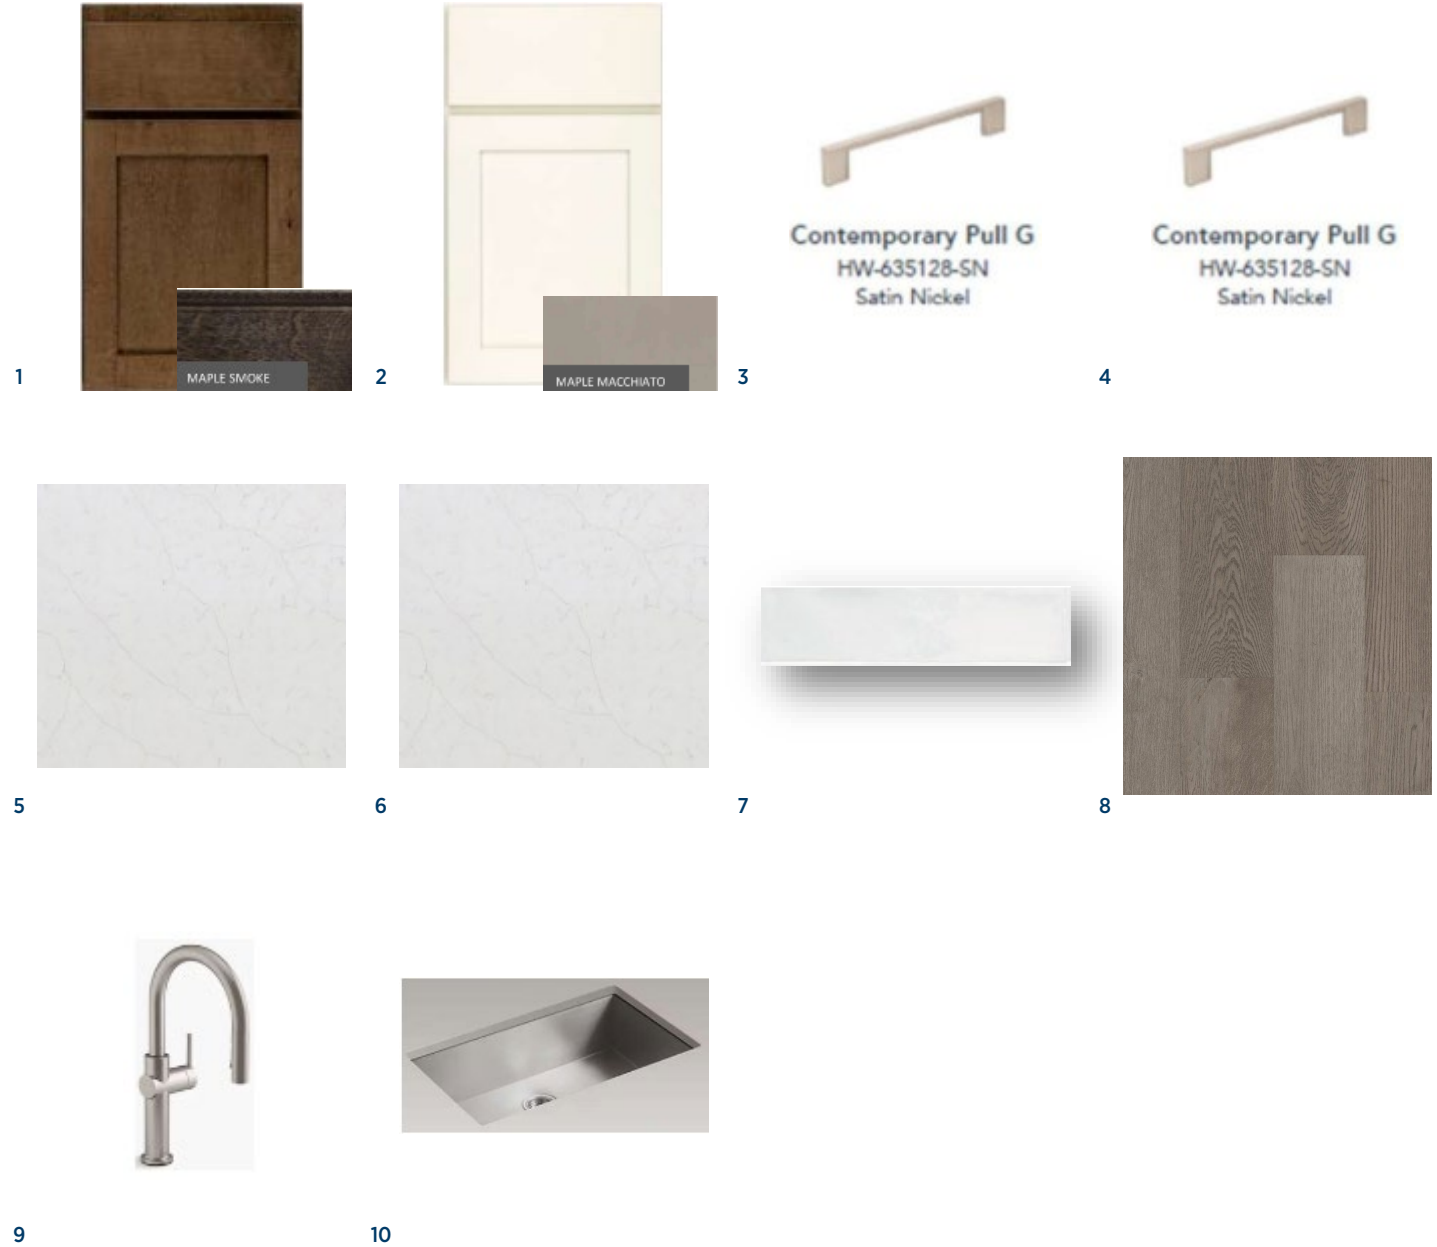 MAPLE SMOKE
MAPLE MACCHIATO
Contemporary Pull G
HW-635128-SN
Satin Nickel
Contemporary Pull G
HW-635128-SN
Satin Nickel
1
2
3
4
5
6
7
8
9
10